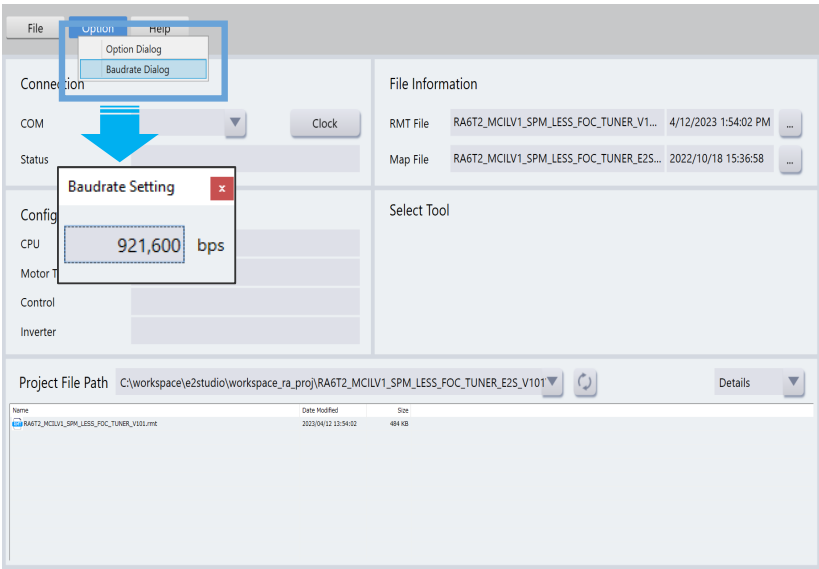 File Option Help
Option Dialog
Baudrate Dialog
Connection
COM Clock
Status
Baudrate Setting x
921,600 bps
Config
CPU
Motor T
Control
Inverter
File Information
RMT File RA6T2_MCILV1_SPM_LESS_FOC_TUNER_V1... 4/12/2023 1:54:02 PM ...
Map File RA6T2_MCILV1_SPM_LESS_FOC_TUNER_E2S... 2022/10/18 15:36:58 ...
Select Tool
Project File Path C:\workspace\e2studio\workspace_ra_proj\RA6T2_MCILV1_SPM_LESS_FOC_TUNER_E2S_V101 Details
Name Date Modified Size
RA6T2_MCILV1_SPM_LESS_FOC_TUNER_V101.rmt 2023/04/12 13:54:02 484 KB